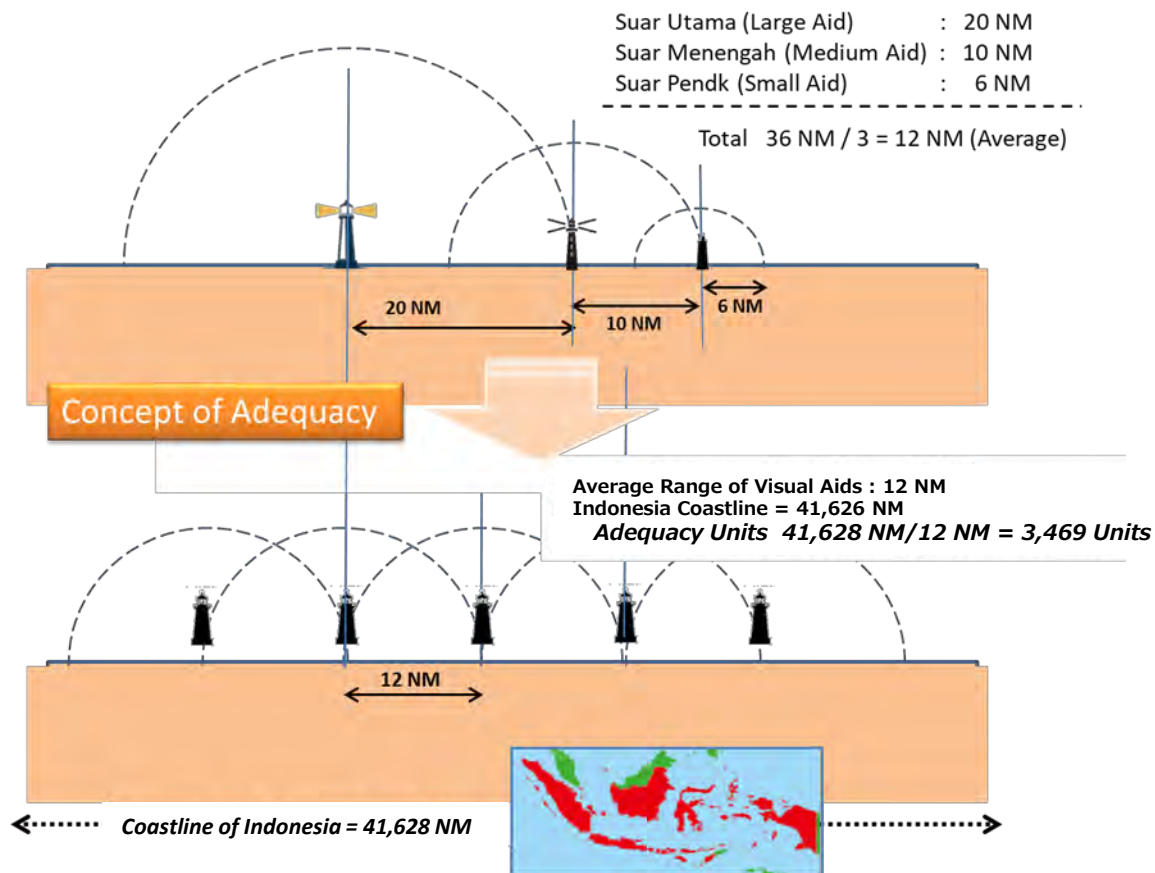 Suar Utama (Large Aid) : 20 NM
Suar Menengah (Medium Aid) : 10 NM
Suar Pendk (Small Aid) : 6 NM
Total 36 NM / 3 = 12 NM (Average)
20 NM
10 NM
6 NM
Concept of Adequacy
Average Range of Visual Aids : 12 NM
Indonesia Coastline = 41,626 NM
Adequacy Units 41,628 NM/12 NM = 3,469 Units
12 NM
Coastline of Indonesia = 41,628 NM